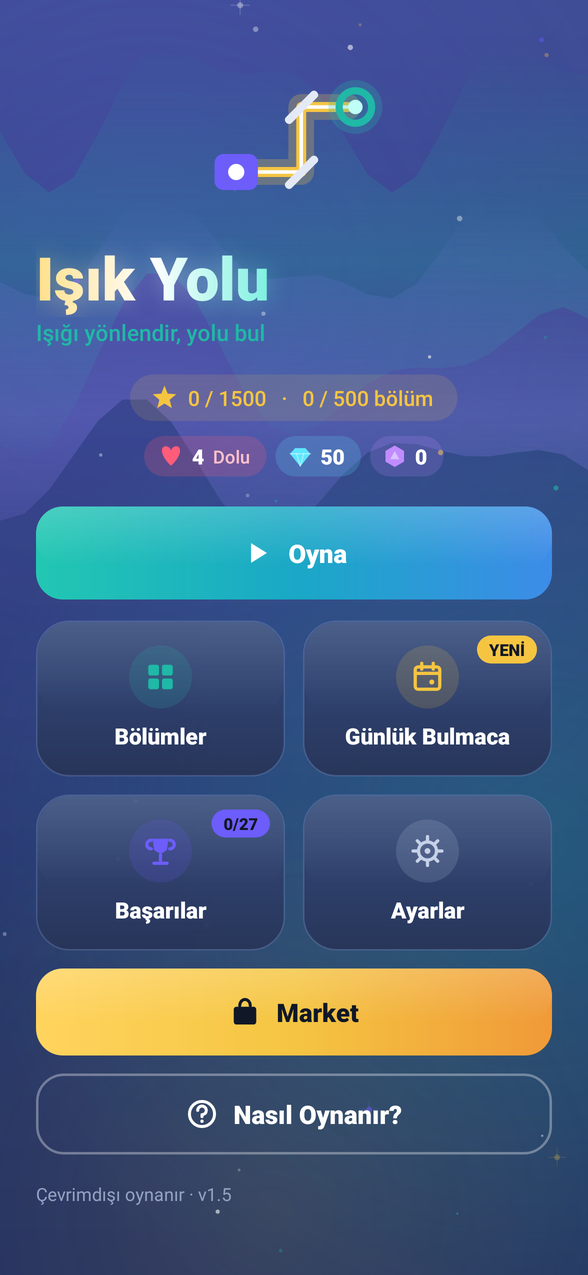 Işık Yolu
Işığı yönlendir, yolu bul
0 / 1500 · 0 / 500 bölüm
4 Dolu 50 0
Oyna
Bölümler
YENİ
Günlük Bulmaca
0/27
Başarılar
Ayarlar
Market
Nasıl Oynanır?
Çevrimdışı oynanır · v1.5